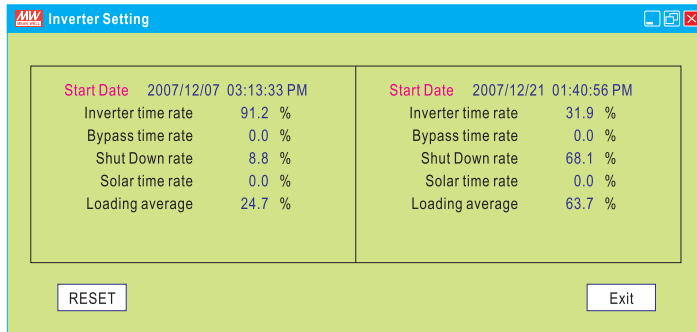 MW MEAN WELL Inverter Setting
Start Date 2007/12/07 03:13:33 PM
Inverter time rate 91.2 %
Bypass time rate 0.0 %
Shut Down rate 8.8 %
Solar time rate 0.0 %
Loading average 24.7 %
Start Date 2007/12/21 01:40:56 PM
Inverter time rate 31.9 %
Bypass time rate 0.0 %
Shut Down rate 68.1 %
Solar time rate 0.0 %
Loading average 63.7 %
RESET
Exit